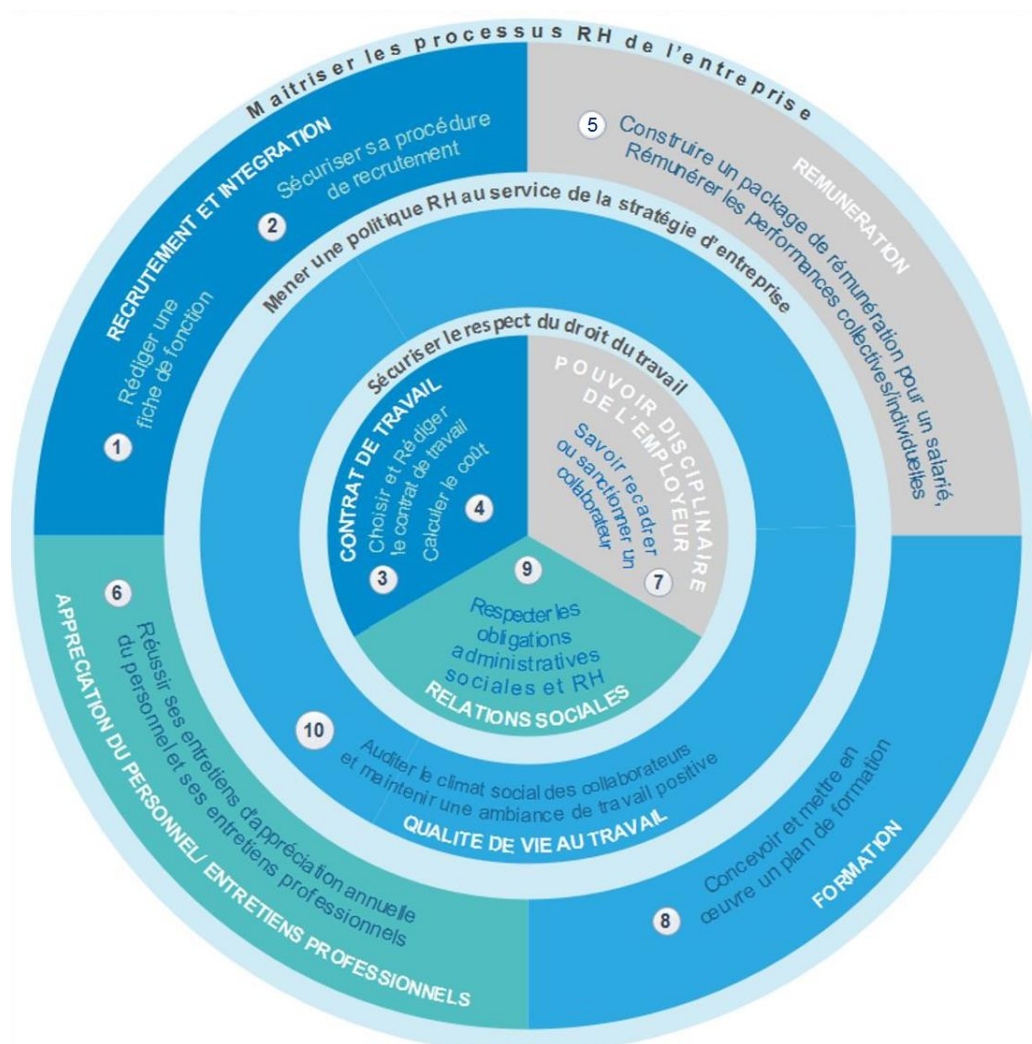 Maitriser les processus RH de l'entreprise
RECRUTEMENT ET INTEGRATION
1
Rédiger une
fiche de fonction
2
Sécuriser sa procédure
de recrutement
5
Construire un package de rémunération pour un salarié,
Rémunérer les performances collectives/individuelles
REMUNERATION
Mener une politique RH au service de la stratégie d'entreprise
Sécuriser le respect du droit du travail
CONTRAT DE TRAVAIL
3
Choisir et Rédiger
le contrat de travail
Calculer le coût
4
POUVOIR DISCIPLINAIRE
DE L'EMPLOYEUR
Savoir recadrer
ou sanctionner un
collaborateur
7
9
Respecter les
obligations
administratives
sociales et RH
RELATIONS SOCIALES
10
Auditer le climat social des collaborateurs
et maintenir une ambiance de travail positive
QUALITE DE VIE AU TRAVAIL
6
Réussir ses entretiens d'appréciation annuelle
du personnel et ses entretiens professionnels
APPRECIATION DU PERSONNEL/ ENTRETIENS PROFESSIONNELS
8
Concevoir et mettre en
œuvre un plan de formation
FORMATION